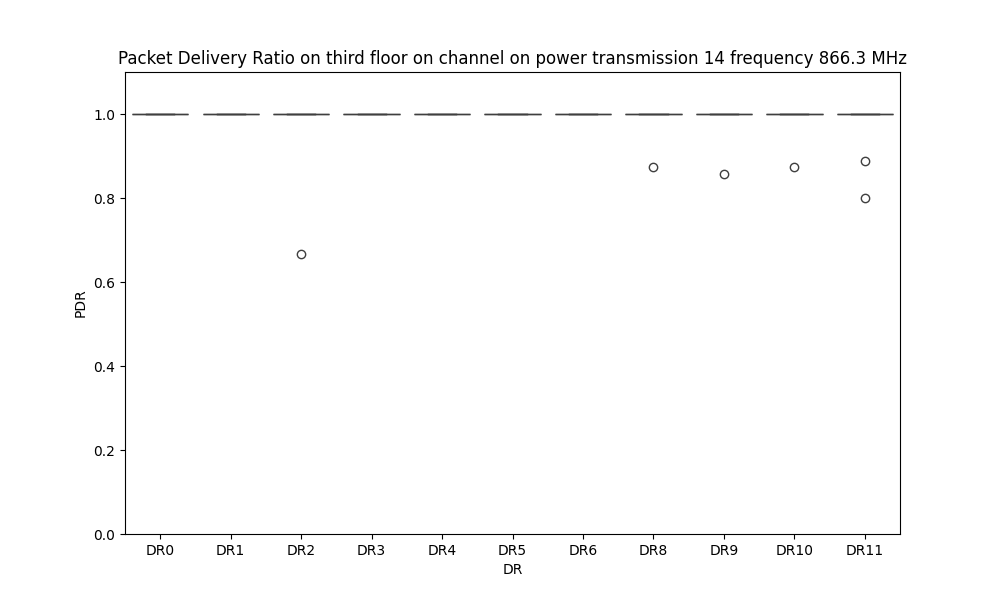 Packet Delivery Ratio on third floor on channel on power transmission 14 frequency 866.3 MHz
1.0
0.8
0.6
0.4
0.2
0.0
PDR
DR0 DR1 DR2 DR3 DR4 DR5 DR6 DR8 DR9 DR10 DR11
DR